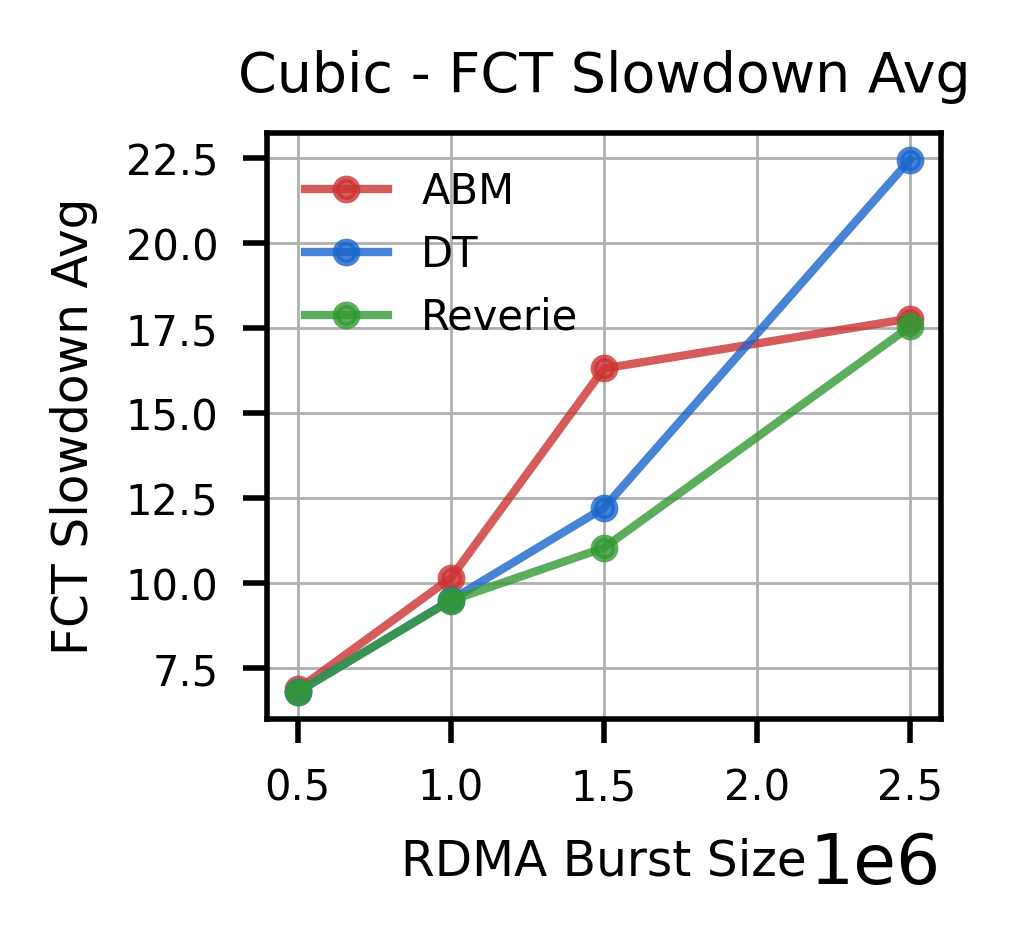 Cubic - FCT Slowdown Avg
FCT Slowdown Avg
22.5
20.0
17.5
15.0
12.5
10.0
7.5
ABM
DT
Reverie
0.5 1.0 1.5 2.0 2.5
RDMA Burst Size 1e6